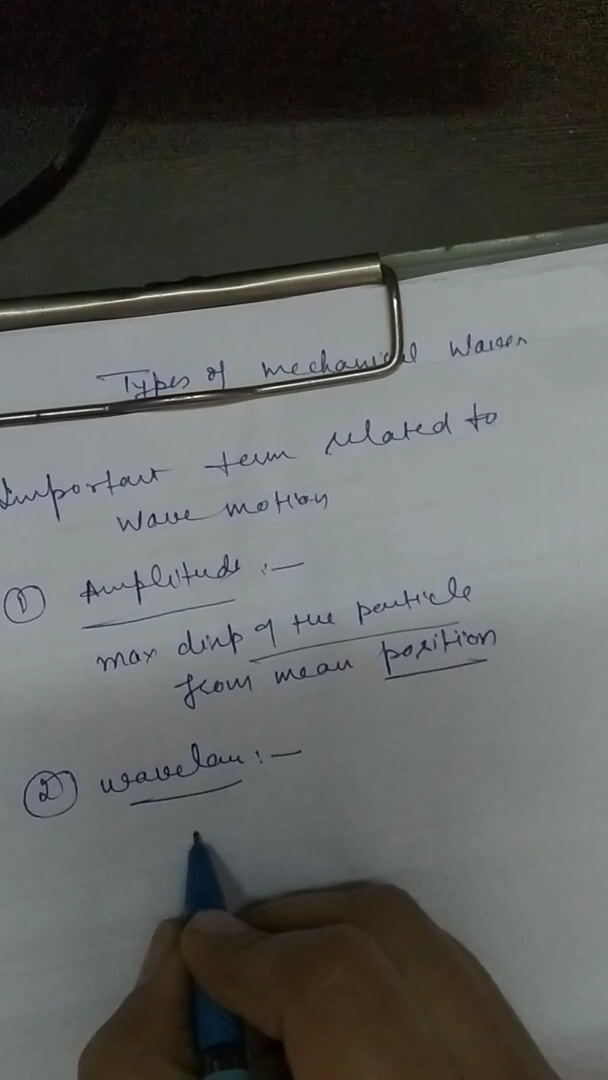 Types of mechanical Waves
Important term related to
Wave motion
① Amplitude :—
max disp of the particle
from mean position
② wavelan :—